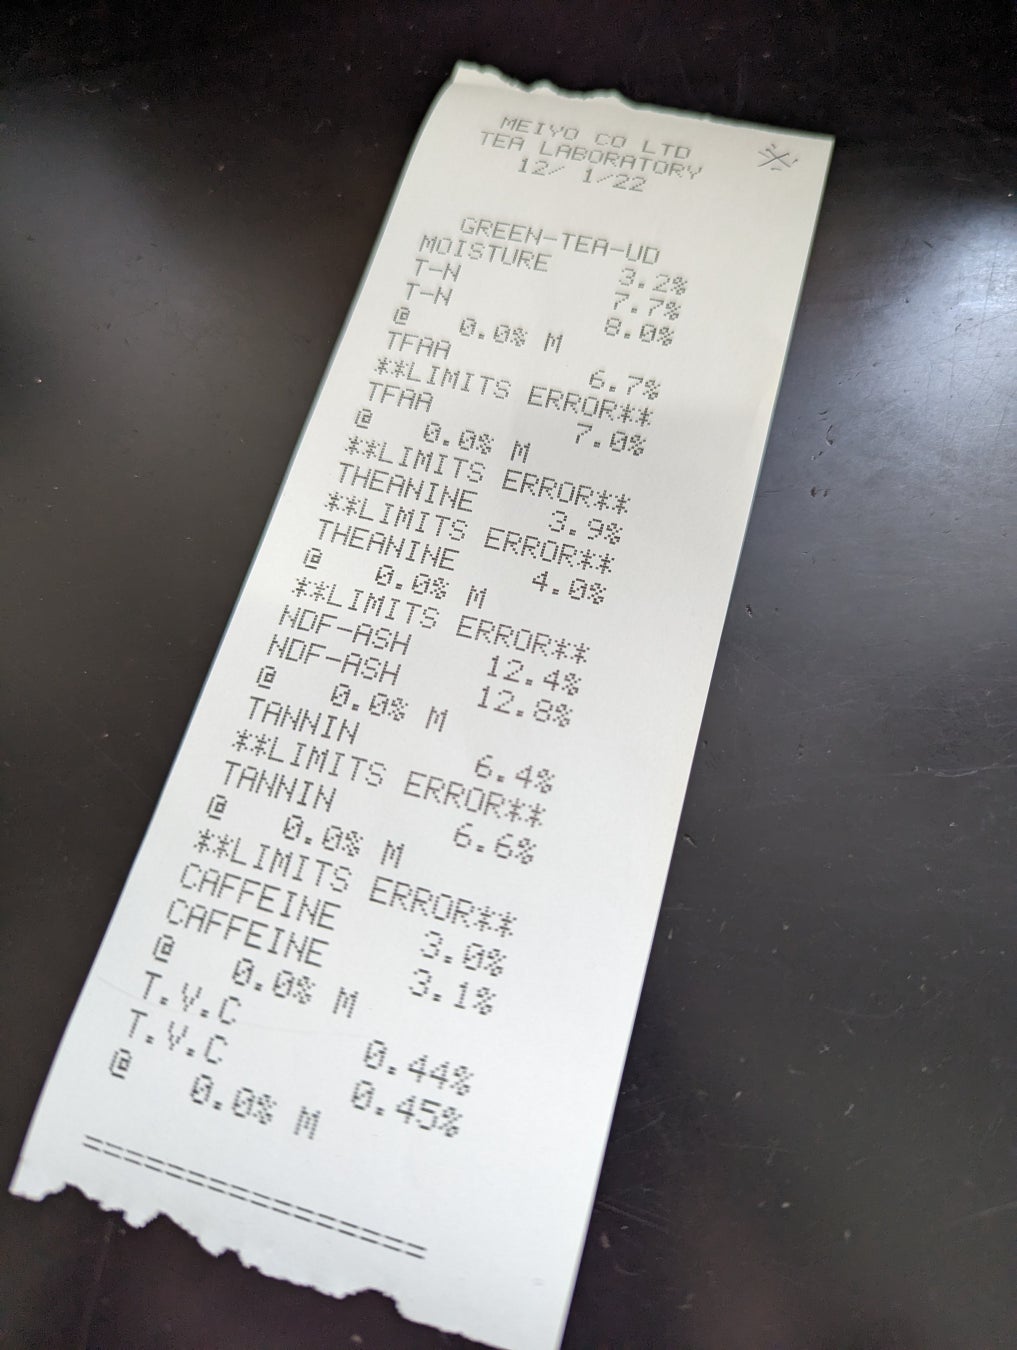 MEIYO CO LTD
TEA LABORATORY
12/ 1/22
GREEN-TEA-UD
MOISTURE 3.2%
T-N 7.7%
T-N 8.0%
@ 0.0% M
TFAA 6.7%
**LIMITS ERROR**
TFAA 7.0%
@ 0.0% M
**LIMITS ERROR**
THEANINE 3.9%
**LIMITS ERROR**
THEANINE 4.0%
@ 0.0% M
**LIMITS ERROR**
NDF-ASH 12.4%
NDF-ASH 12.8%
@ 0.0% M
TANNIN 6.4%
**LIMITS ERROR**
TANNIN 6.6%
@ 0.0% M
**LIMITS ERROR**
CAFFEINE 3.0%
CAFFEINE 3.1%
@ 0.0% M
T.V.C 0.44%
T.V.C 0.45%
@ 0.0% M
==================